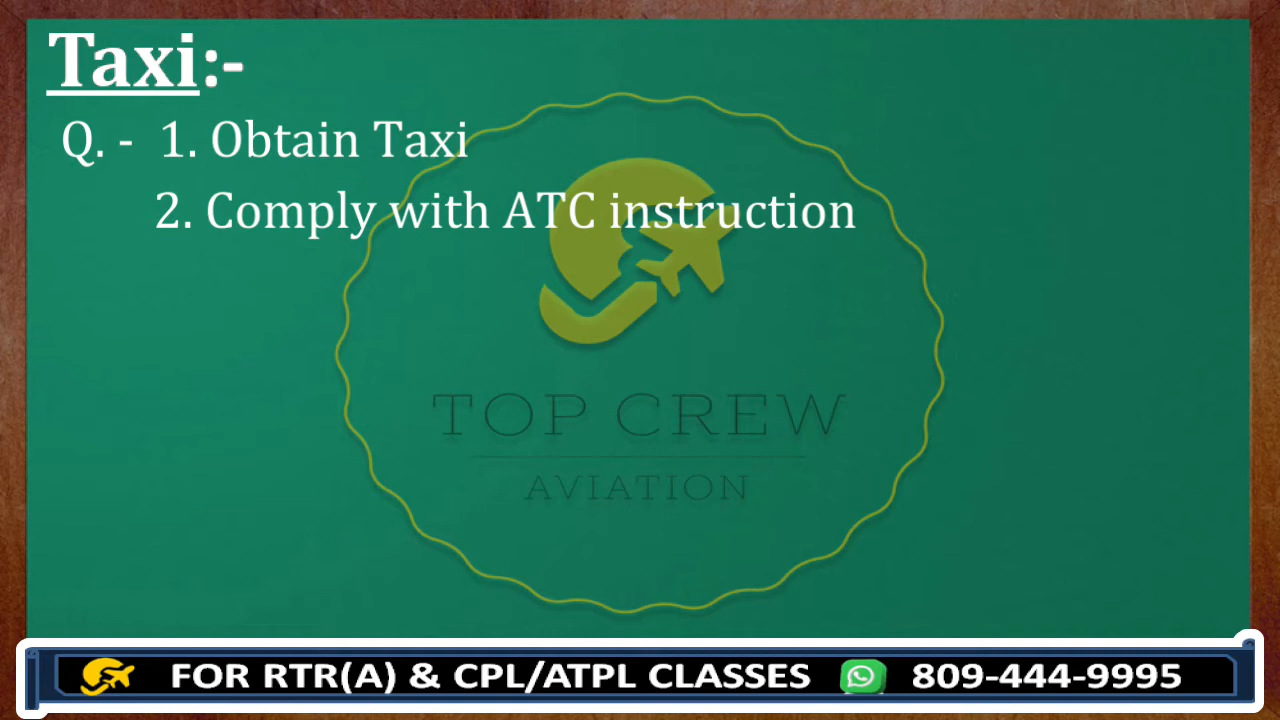 Taxi:-
Q. - 1. Obtain Taxi
2. Comply with ATC instruction
TOP CREW
AVIATION
FOR RTR(A) & CPL/ATPL CLASSES 809-444-9995